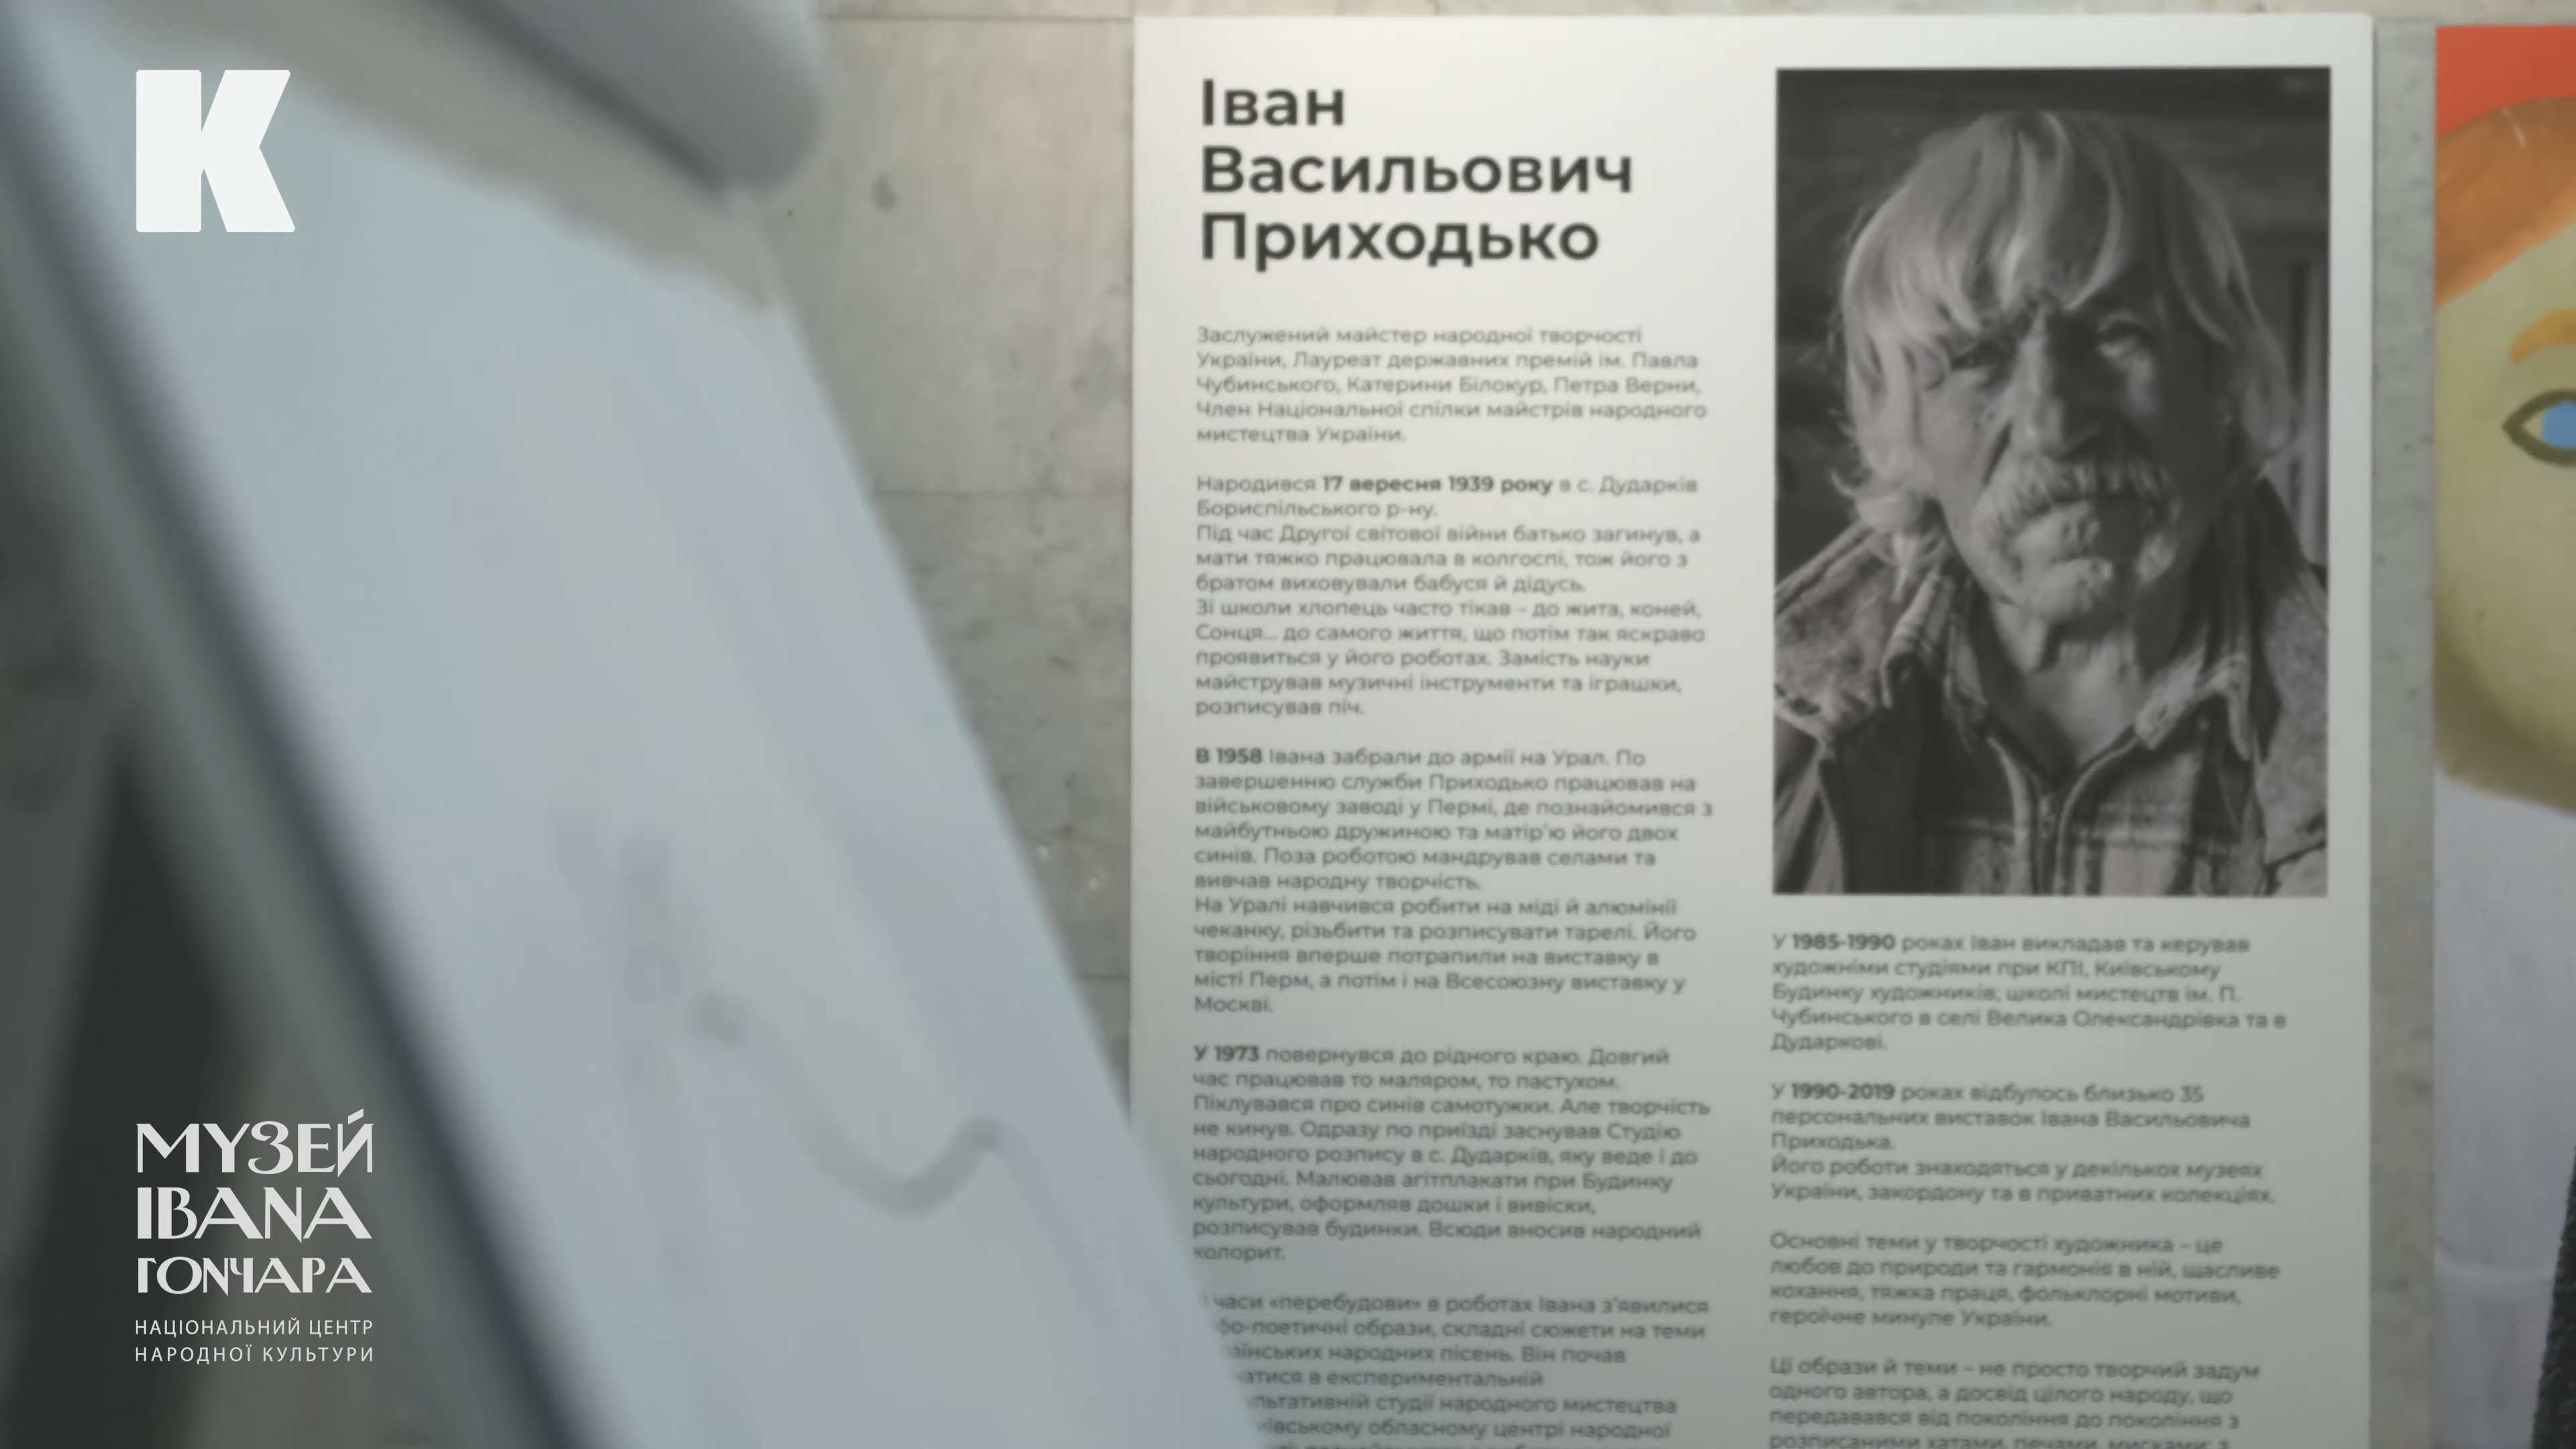 K
МУЗЕЙ
ІВАНА
ГОНЧАРА
НАЦІОНАЛЬНИЙ ЦЕНТР
НАРОДНОЇ КУЛЬТУРИ
Іван
Васильович
Приходько
Заслужений майстер народної творчості
України, Лауреат державних премій ім. Павла
Чубинського, Катерини Білокур, Петра Верни,
Член Національної спілки майстрів народного
мистецтва України.
Народився 17 вересня 1939 року в с. Дударків
Бориспільського р-ну.
Під час Другої світової війни батько загинув, а
мати тяжко працювала в колгоспі, тож його з
братом виховували бабуся й дідусь.
Зі школи хлопець часто тікав – до жита, коней,
Сонця... до самого життя, що потім так яскраво
проявиться у його роботах. Замість науки
майстрував музичні інструменти та іграшки,
розписував піч.
В 1958 Івана забрали до армії на Урал. По
завершенню служби Приходько працював на
військовому заводі у Пермі, де познайомився з
майбутньою дружиною та матір'ю його двох
синів. Поза роботою мандрував селами та
вивчав народну творчість.
На Уралі навчився робити на міді й алюмінії
чеканку, різьбити та розписувати тарелі. Його
творіння вперше потрапили на виставку в
місті Перм, а потім і на Всесоюзну виставку у
Москві.
У 1973 повернувся до рідного краю. Довгий
час працював то маляром, то пастухом.
Піклувався про синів самотужки. Але творчість
не кинув. Одразу по приїзді заснував Студію
народного розпису в с. Дударків, яку веде і до
сьогодні. Малював агітплакати при Будинку
культури, оформляв дошки і вивіски,
розписував будинки. Всюди вносив народний
колорит.
часи «перебудови» в роботах Івана з'явилися
фо-поетичні образи, складні сюжети на теми
аїнських народних пісень. Він почав
атися в експериментальній
ультативній студії народного мистецтва
иївському обласному центрі народної
У 1985-1990 роках Іван викладав та керував
художніми студіями при КПІ, Київському
Будинку художників; школі мистецтв ім. П.
Чубинського в селі Велика Олександрівка та в
Дударкові.
У 1990-2019 роках відбулось близько 35
персональних виставок Івана Васильовича
Приходька.
Його роботи знаходяться у декількох музеях
України, закордону та в приватних колекціях.
Основні теми у творчості художника – це
любов до природи та гармонія в ній, щасливе
кохання, тяжка праця, фольклорні мотиви,
героїчне минуле України.
Ці образи й теми – не просто творчий задум
одного автора, а досвід цілого народу, що
передавався від покоління до покоління з
розписаними хатами, печами, мисками; з